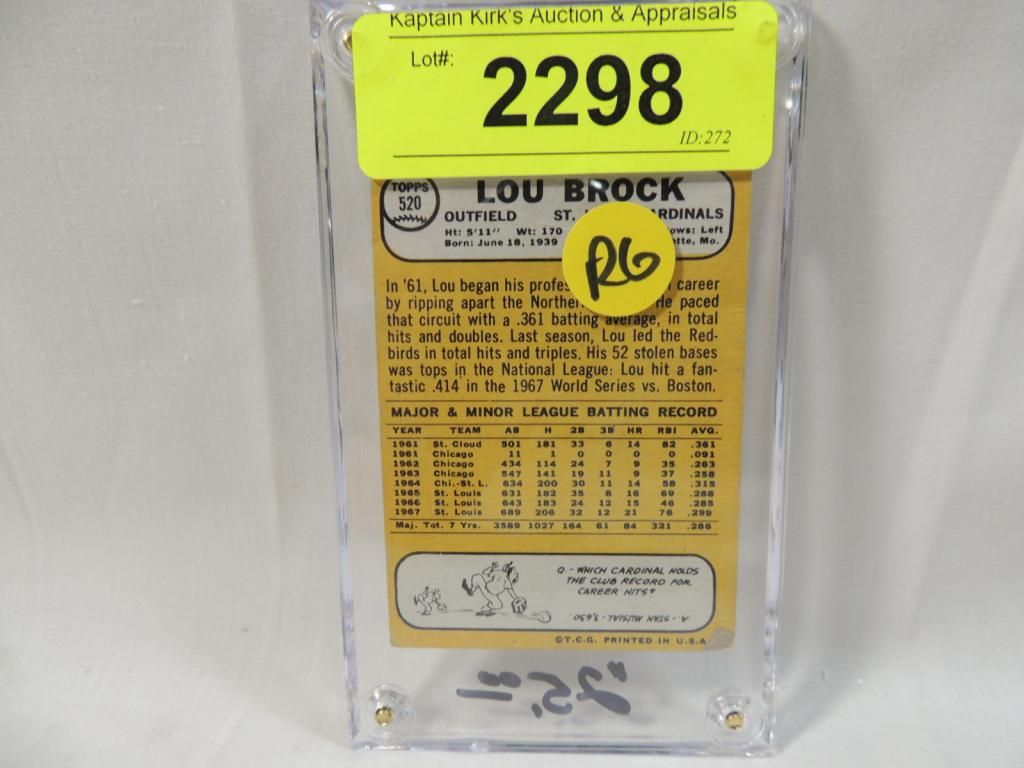 Kaptain Kirk's Auction & Appraisals
Lot#: 2298
ID:272
TOPPS
520
LOU BROCK
OUTFIELD ST. ARDINALS
Ht: 5'11" Wt: 170 ows: Left
Born: June 18, 1939 tte, Mo.
RG
In '61, Lou began his profes career
by ripping apart the Norther He paced
that circuit with a .361 batting average, in total
hits and doubles. Last season, Lou led the Red-
birds in total hits and triples. His 52 stolen bases
was tops in the National League: Lou hit a fan-
tastic .414 in the 1967 World Series vs. Boston.
MAJOR & MINOR LEAGUE BATTING RECORD
YEAR TEAM AB H 2B 3B HR RBI AVG.
1961 St. Cloud 501 181 33 6 14 82 .361
1961 Chicago 11 1 0 0 0 0 .091
1962 Chicago 434 114 24 7 9 35 .263
1963 Chicago 547 141 19 11 9 37 .258
1964 Chi.-St. L. 634 200 30 11 14 58 .315
1965 St. Louis 631 182 35 8 16 69 .288
1966 St. Louis 643 183 24 12 15 46 .285
1967 St. Louis 689 206 32 12 21 76 .299
Maj. Tot. 7 Yrs. 3589 1027 164 61 84 321 .286
Q.- WHICH CARDINAL HOLDS
THE CLUB RECORD FOR
CAREER HITS?
A - STAN MUSIAL - 3,630.
©T.C.G. PRINTED IN U.S.A